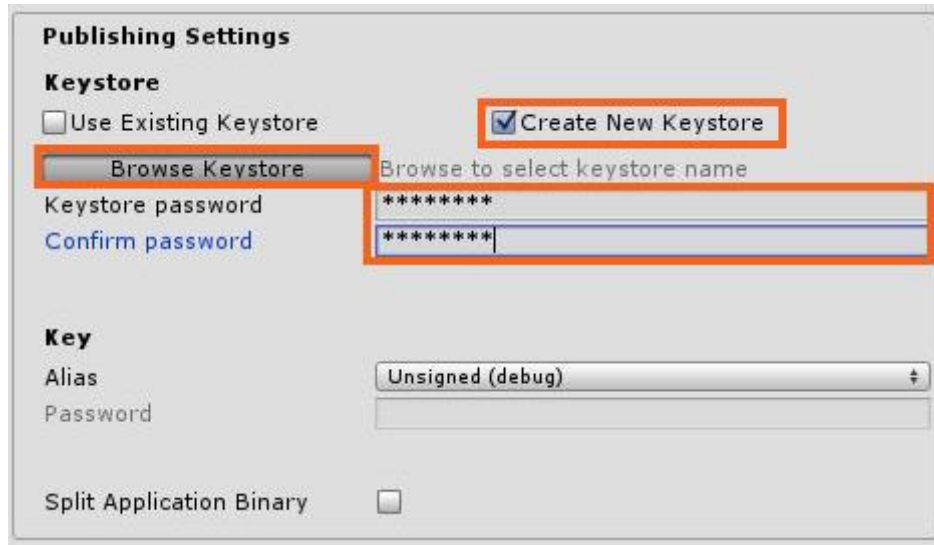 Publishing Settings
Keystore
Use Existing Keystore Create New Keystore
Browse Keystore Browse to select keystore name
Keystore password ********
Confirm password ********
Key
Alias Unsigned (debug)
Password
Split Application Binary